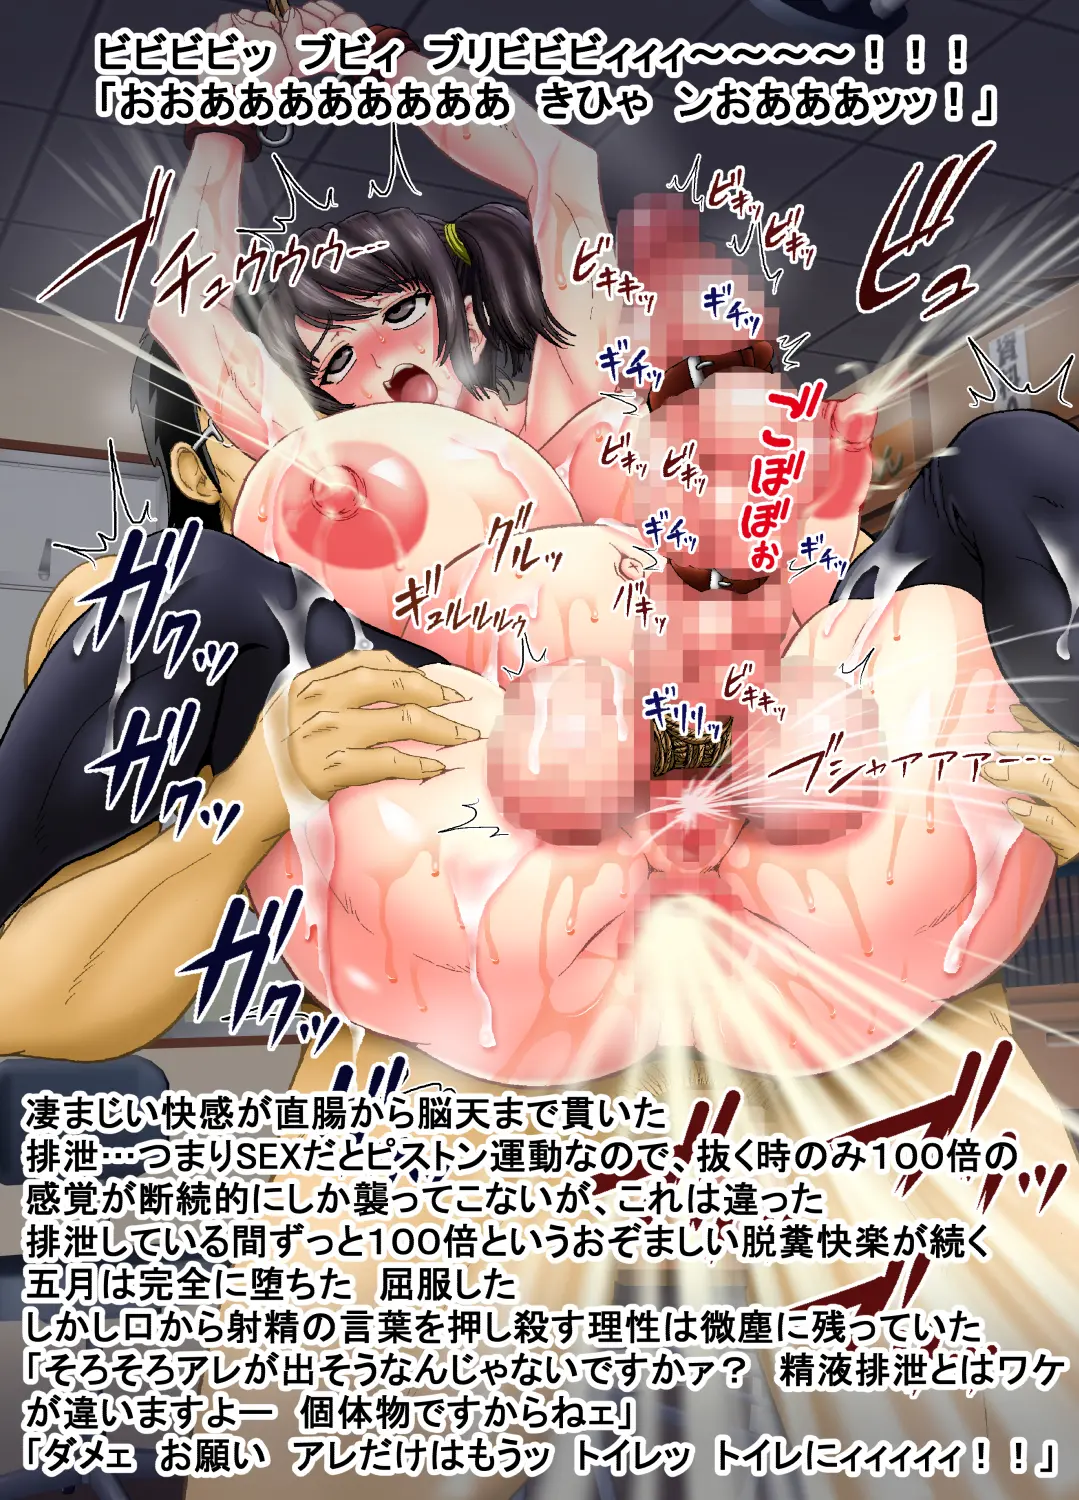 ビビビビッ ブビィ ブリビビビィィィ～～～～！！！
「おおあああああああああ きひゃ ンおあああッッ！」
ブチュゥゥゥ---
ビキッ
ビキッ
ビキキッ
ギチッ
ギチッ
ビュ
でこぼぼぉ
ビキッ
ビキッ
ギチッ
ギチッ
グルッ
ギュルルルゥ
バキッ
ガクッ
ビキキッ
ギリリッ
ブシャァァァァ---
ガクッ
ガクッ
凄まじい快感が直腸から脳天まで貫いた
排泄…つまりSEXだとピストン運動なので、抜く時のみ１００倍の
感覚が断続的にしか襲ってこないが、これは違った
排泄している間ずっと１００倍というおぞましい脱糞快楽が続く
五月は完全に堕ちた 屈服した
しかし口から射精の言葉を押し殺す理性は微塵に残っていた
「そろそろアレが出そうなんじゃないですかァ？ 精液排泄とはワケ
が違いますよー 個体物ですからねェ」
「ダメェ お願い アレだけはもうッ トイレッ トイレにィィィィィ！！」